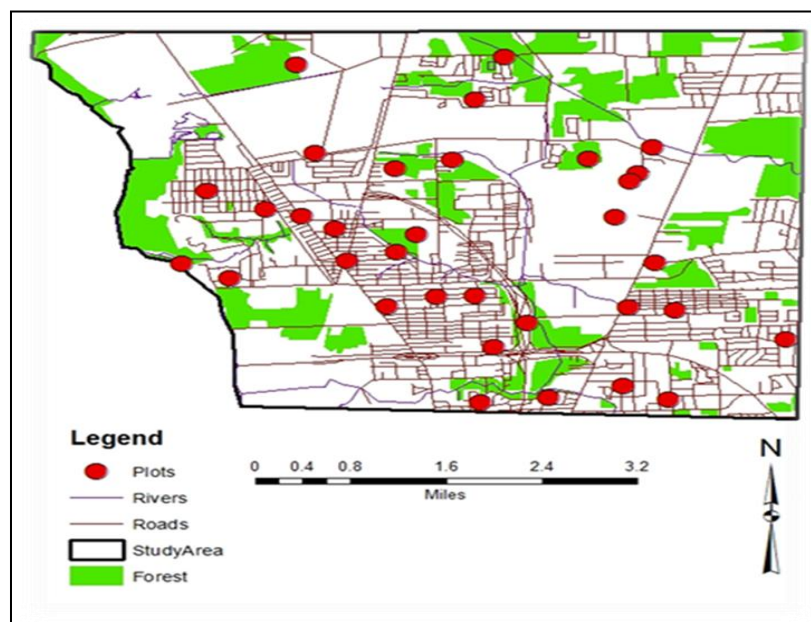 Legend
Plots
Rivers
Roads
StudyArea
Forest
0 0.4 0.8 1.6 2.4 3.2
Miles
N